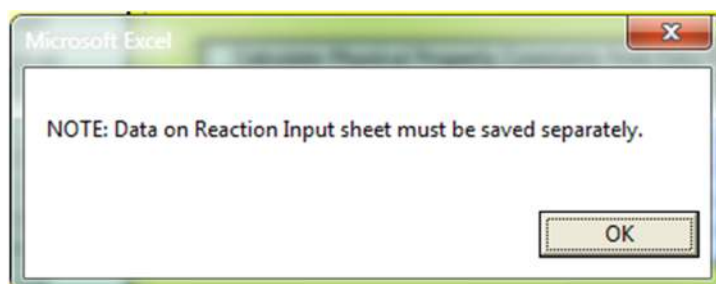 Microsoft Excel
NOTE: Data on Reaction Input sheet must be saved separately.
OK